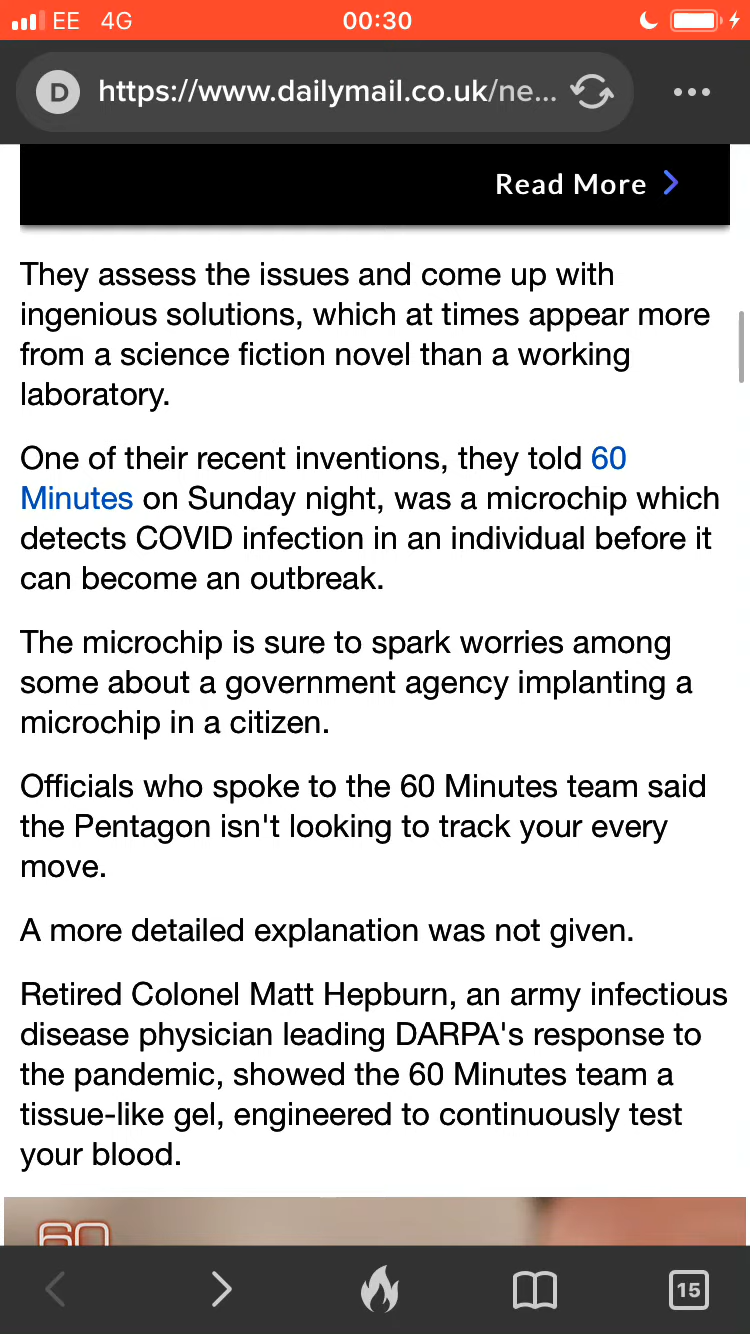 EE 4G 00:30
D https://www.dailymail.co.uk/ne...
Read More
They assess the issues and come up with
ingenious solutions, which at times appear more
from a science fiction novel than a working
laboratory.
One of their recent inventions, they told 60
Minutes on Sunday night, was a microchip which
detects COVID infection in an individual before it
can become an outbreak.
The microchip is sure to spark worries among
some about a government agency implanting a
microchip in a citizen.
Officials who spoke to the 60 Minutes team said
the Pentagon isn't looking to track your every
move.
A more detailed explanation was not given.
Retired Colonel Matt Hepburn, an army infectious
disease physician leading DARPA's response to
the pandemic, showed the 60 Minutes team a
tissue-like gel, engineered to continuously test
your blood.
60
15